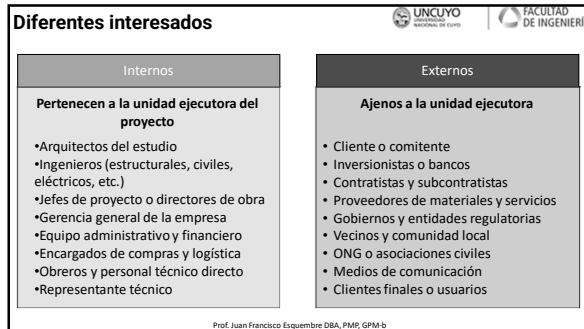 Diferentes interesados
UNCUYO
UNIVERSIDAD
NACIONAL DE CUYO
FACULTAD
DE INGENIERÍ
Internos
Pertenecen a la unidad ejecutora del
proyecto
•Arquitectos del estudio
•Ingenieros (estructurales, civiles,
eléctricos, etc.)
•Jefes de proyecto o directores de obra
•Gerencia general de la empresa
•Equipo administrativo y financiero
•Encargados de compras y logística
•Obreros y personal técnico directo
•Representante técnico
Externos
Ajenos a la unidad ejecutora
• Cliente o comitente
• Inversionistas o bancos
• Contratistas y subcontratistas
• Proveedores de materiales y servicios
• Gobiernos y entidades regulatorias
• Vecinos y comunidad local
• ONG o asociaciones civiles
• Medios de comunicación
• Clientes finales o usuarios
Prof. Juan Francisco Esquembre DBA, PMP, GPM-b